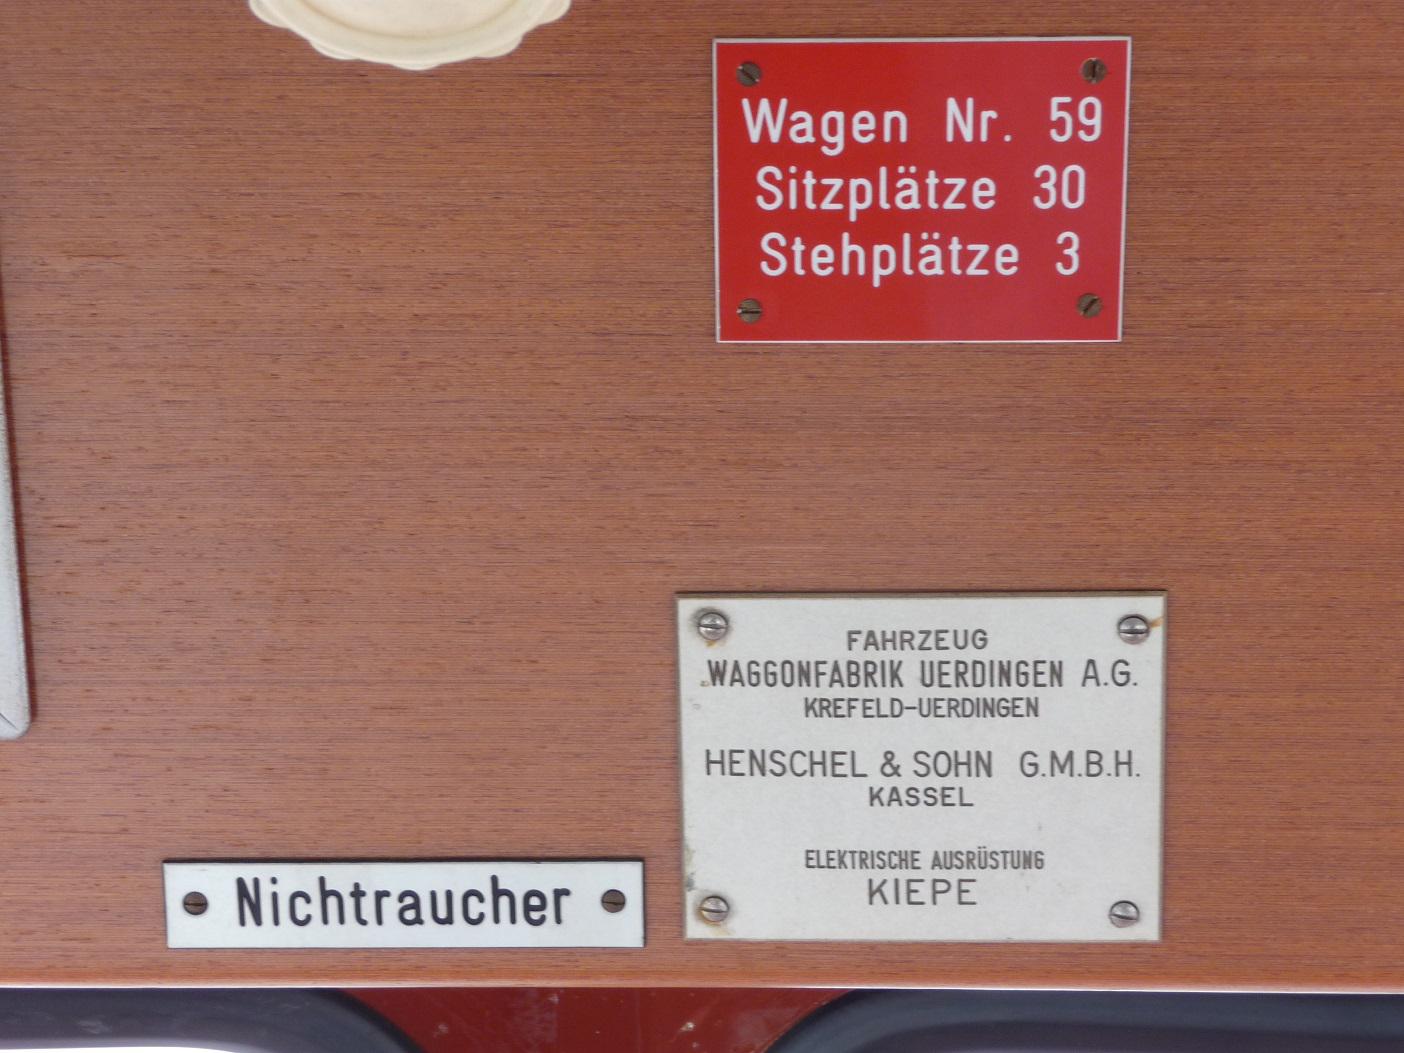 Wagen Nr. 59
Sitzplätze 30
Stehplätze 3
FAHRZEUG
WAGGONFABRIK UERDINGEN A.G.
KREFELD-UERDINGEN
HENSCHEL & SOHN G.M.B.H.
KASSEL
ELEKTRISCHE AUSRÜSTUNG
KIEPE
Nichtraucher